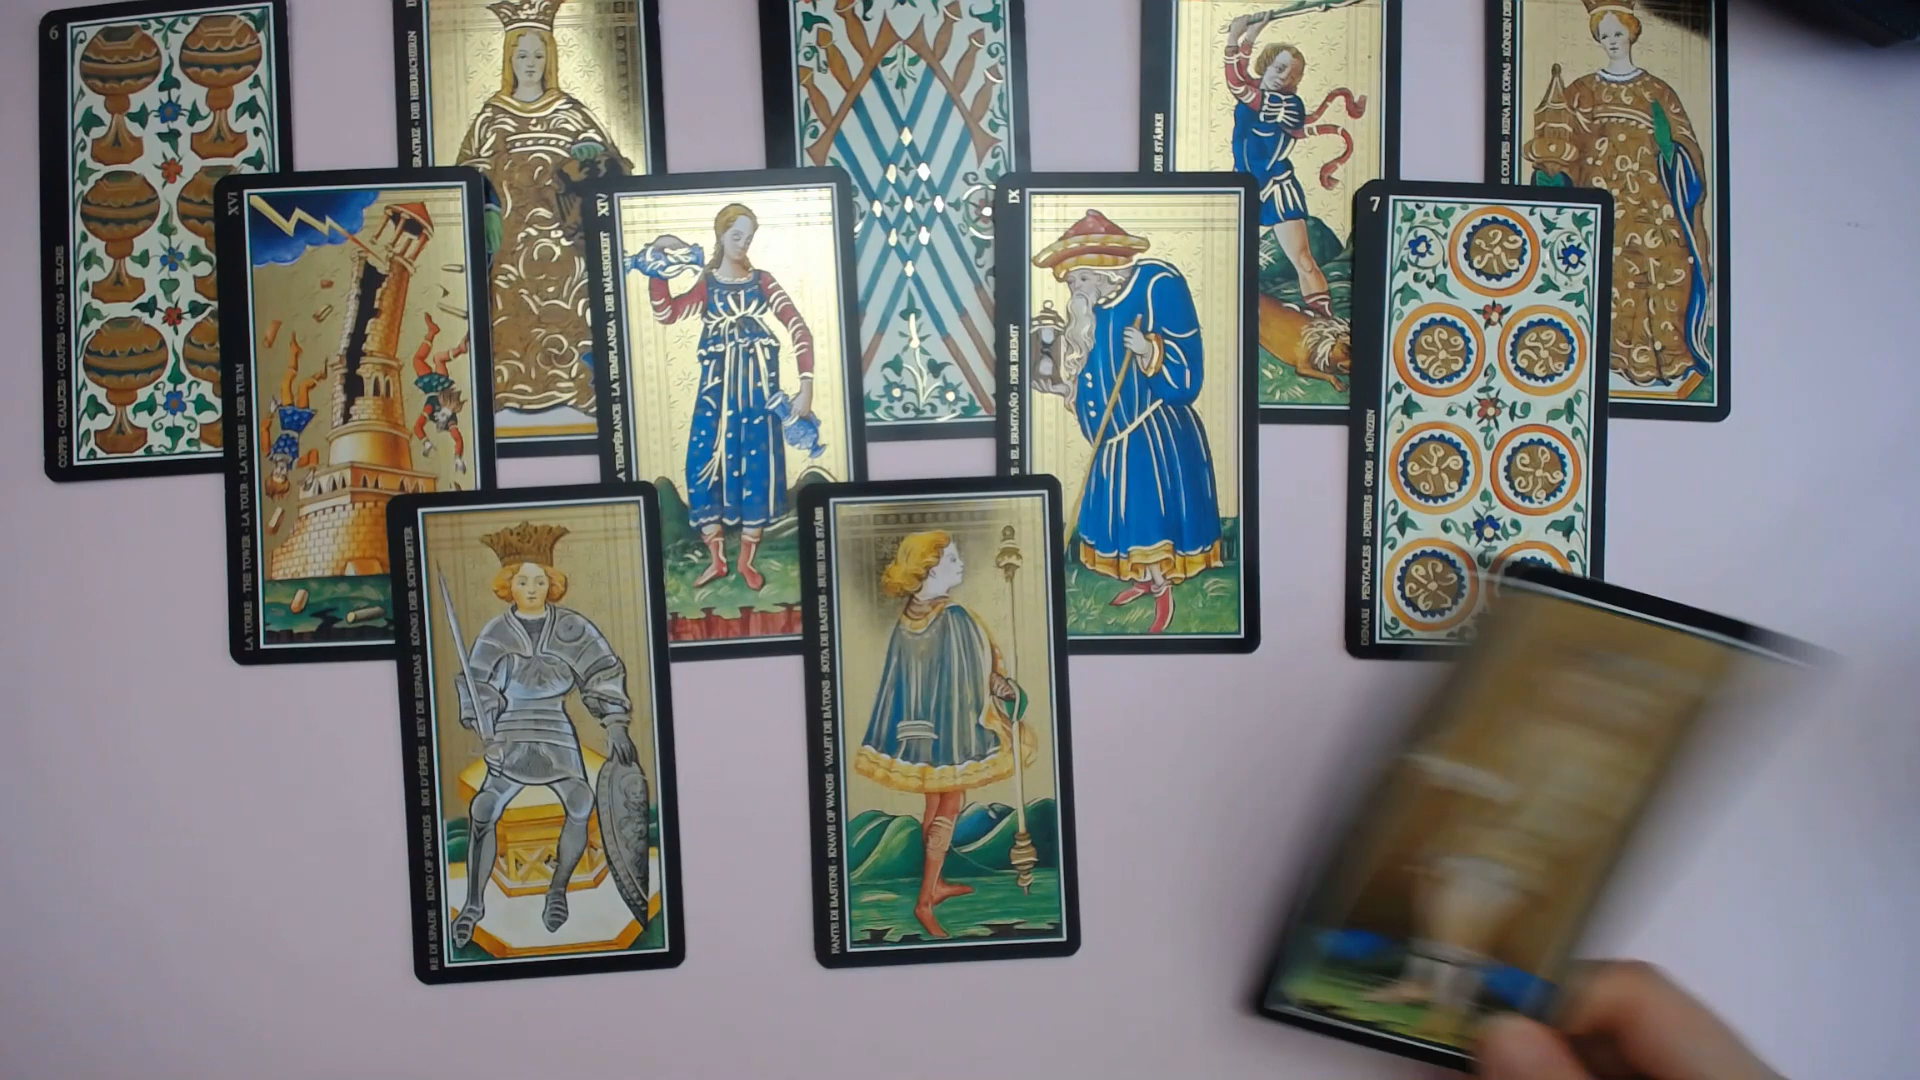 6
COPPE · CHALICES · COUPES · COPAS · KELCHE
ERATRIZ · DIE HERRSCHERIN
DIE STÄRKE
COUPES · REINA DE COPAS · KÖNIGIN DER
XVI
LA TORRE · THE TOWER · LA TOUR · LA TORRE · DER TURM
XIV
A TEMPÉRANCE · LA TEMPLANZA · DIE MÄSSIGKEIT
IX
E · EL ERMITAÑO · DER EREMIT
7
DENARI · PENTACLES · DENIERS · OROS · MÜNZEN
RE DI SPADE · KING OF SWORDS · ROI D'ÉPÉES · REY DE ESPADAS · KÖNIG DER SCHWERTER
FANTE DI BASTONI · KNAVE OF WANDS · VALET DE BÂTONS · SOTA DE BASTOS · BUBE DER STÄBE